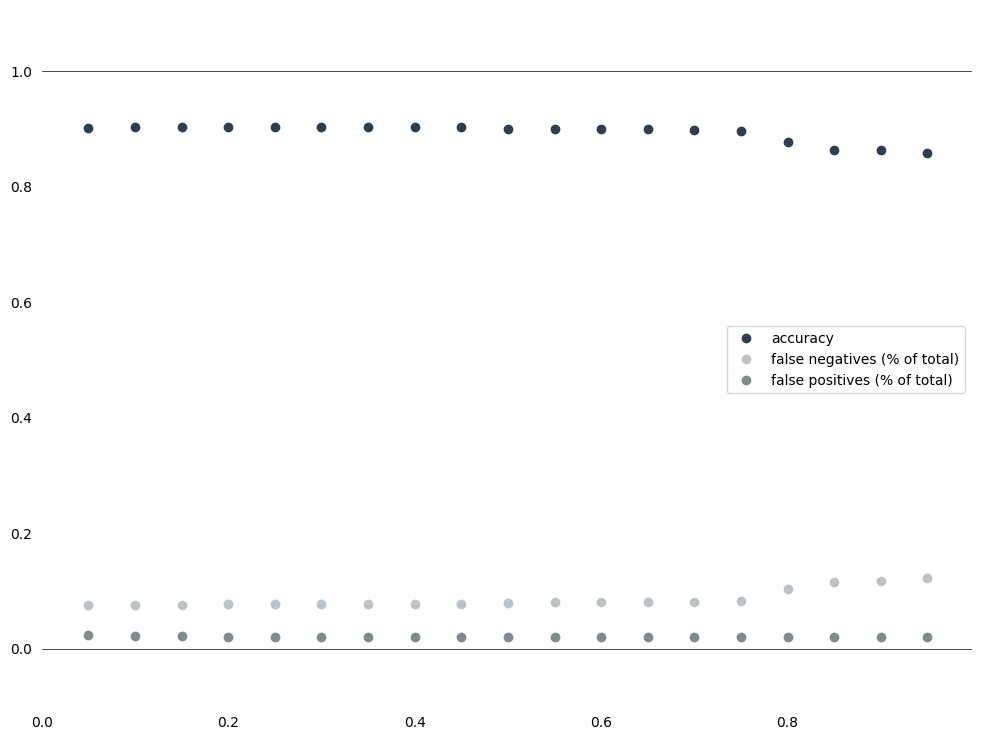 1.0
0.8
0.6
accuracy
false negatives (% of total)
false positives (% of total)
0.4
0.2
0.0
0.0 0.2 0.4 0.6 0.8